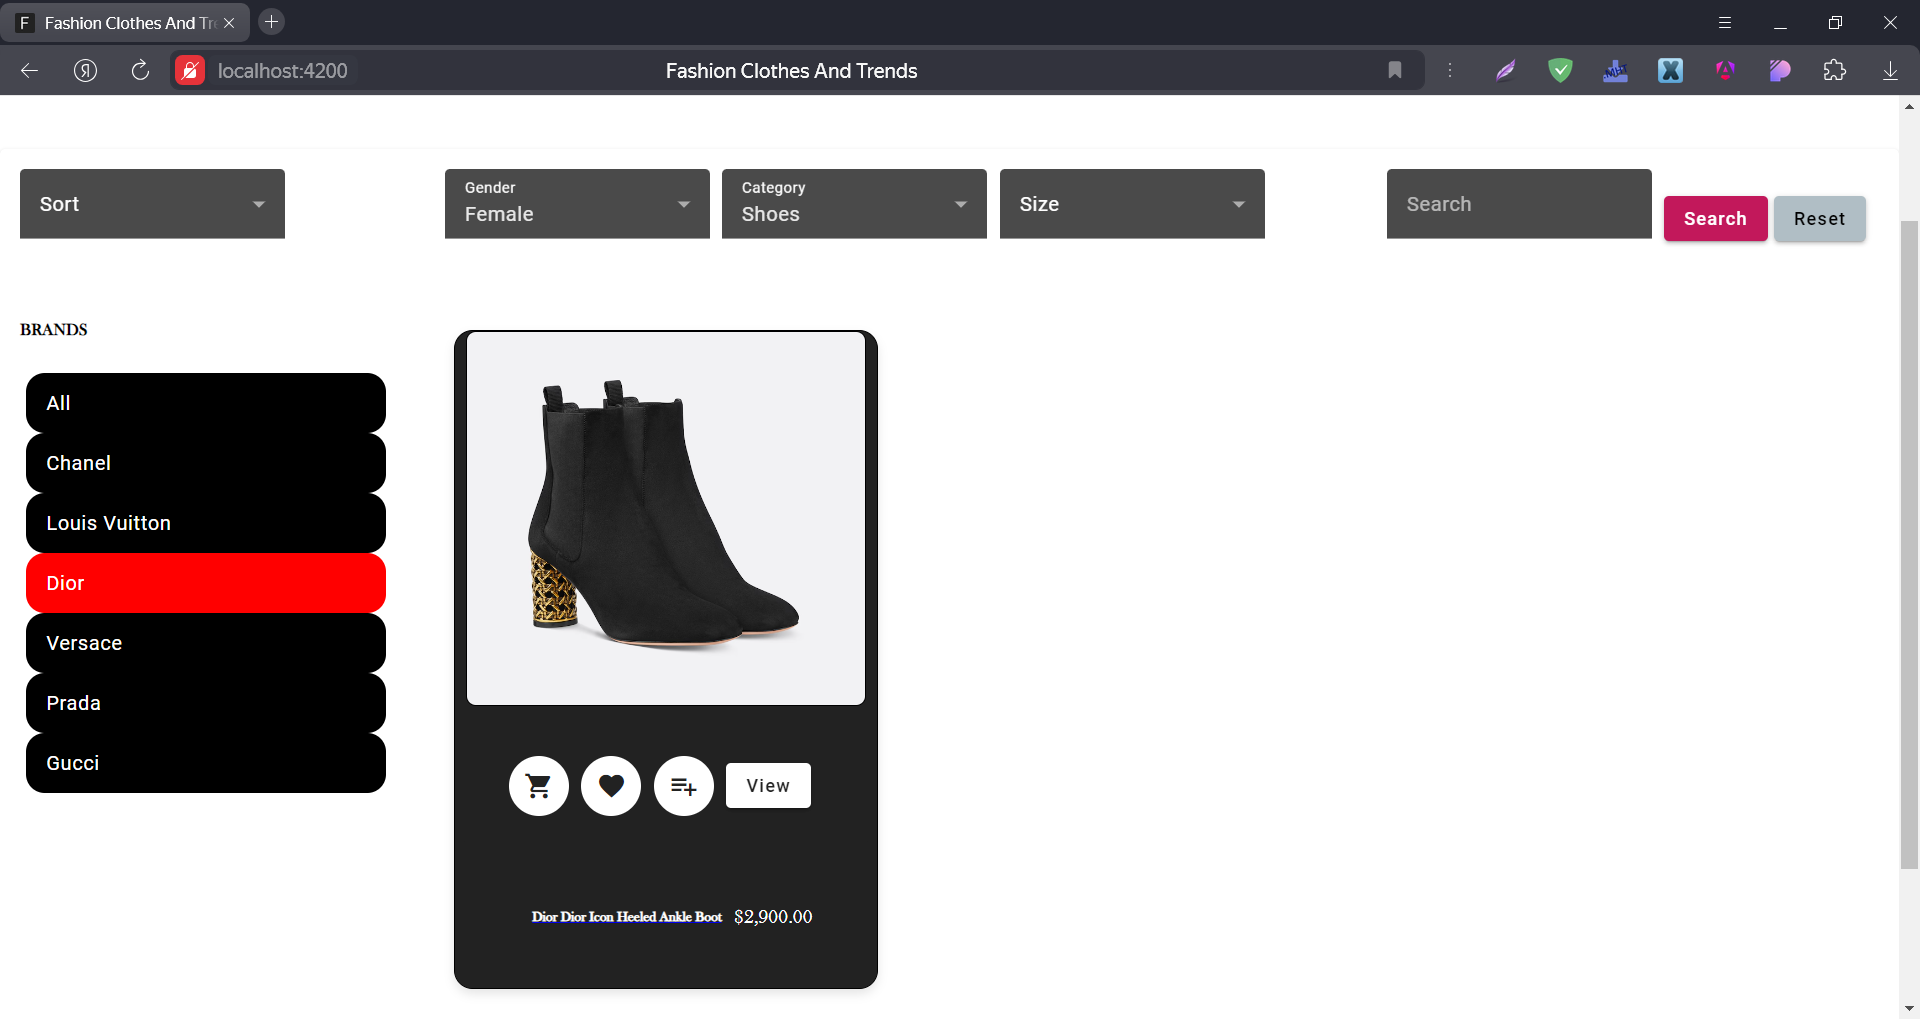 F Fashion Clothes And Tr
localhost:4200
Fashion Clothes And Trends
Sort
Gender
Female
Category
Shoes
Size
Search
Search
Reset
BRANDS
All
Chanel
Louis Vuitton
Dior
Versace
Prada
Gucci
View
Dior Dior Icon Heeled Ankle Boot $2,900.00